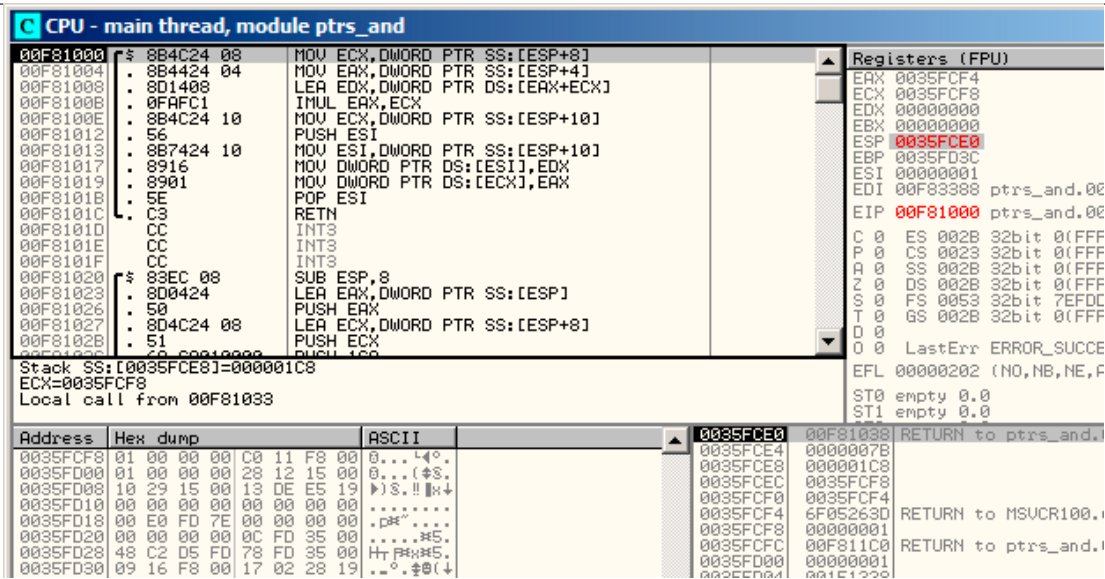 C CPU - main thread, module ptrs_and
00F81000 $ 8B4C24 08 MOV ECX,DWORD PTR SS:[ESP+8]
00F81004 . 8B4424 04 MOV EAX,DWORD PTR SS:[ESP+4]
00F81008 . 8D1408 LEA EDX,DWORD PTR DS:[EAX+ECX]
00F8100B . 0FAFC1 IMUL EAX,ECX
00F8100E . 8B4C24 10 MOV ECX,DWORD PTR SS:[ESP+10]
00F81012 . 56 PUSH ESI
00F81013 . 8B7424 10 MOV ESI,DWORD PTR SS:[ESP+10]
00F81017 . 8916 MOV DWORD PTR DS:[ESI],EDX
00F81019 . 8901 MOV DWORD PTR DS:[ECX],EAX
00F8101B . 5E POP ESI
00F8101C . C3 RETN
00F8101D CC INT3
00F8101E CC INT3
00F8101F CC INT3
00F81020 $ 83EC 08 SUB ESP,8
00F81023 . 8D0424 LEA EAX,DWORD PTR SS:[ESP]
00F81026 . 50 PUSH EAX
00F81027 . 8D4C24 08 LEA ECX,DWORD PTR SS:[ESP+8]
00F8102B . 51 PUSH ECX
Stack SS:[0035FCE8]=000001C8
ECX=0035FCF8
Local call from 00F81033
Registers (FPU)
EAX 0035FCF4
ECX 0035FCF8
EDX 00000000
EBX 00000000
ESP 0035FCE0
EBP 0035FD3C
ESI 00000001
EDI 00F83388 ptrs_and.00
EIP 00F81000 ptrs_and.00
C 0 ES 002B 32bit 0(FFF
P 0 CS 0023 32bit 0(FFF
A 0 SS 002B 32bit 0(FFF
Z 0 DS 002B 32bit 0(FFF
S 0 FS 0053 32bit 7EFDD
T 0 GS 002B 32bit 0(FFF
D 0
O 0 LastErr ERROR_SUCCE
EFL 00000202 (NO,NB,NE,A
ST0 empty 0.0
ST1 empty 0.0
Address Hex dump ASCII
0035FCF8 01 00 00 00 C0 11 F8 00
0035FD00 01 00 00 00 28 12 15 00
0035FD08 10 29 15 00 13 DE E5 19
0035FD10 00 00 00 00 00 00 00 00 ........
0035FD18 00 E0 FD 7E 00 00 00 00
0035FD20 00 00 00 00 0C FD 35 00
0035FD28 48 C2 D5 FD 78 FD 35 00
0035FD30 09 16 F8 00 17 02 28 19
0035FCE0 00F81038 RETURN to ptrs_and.
0035FCE4 0000007B
0035FCE8 000001C8
0035FCEC 0035FCF8
0035FCF0 0035FCF4
0035FCF4 6F05263D RETURN to MSVCR100.
0035FCF8 00000001
0035FCFC 00F811C0 RETURN to ptrs_and.
0035FD00 00000001